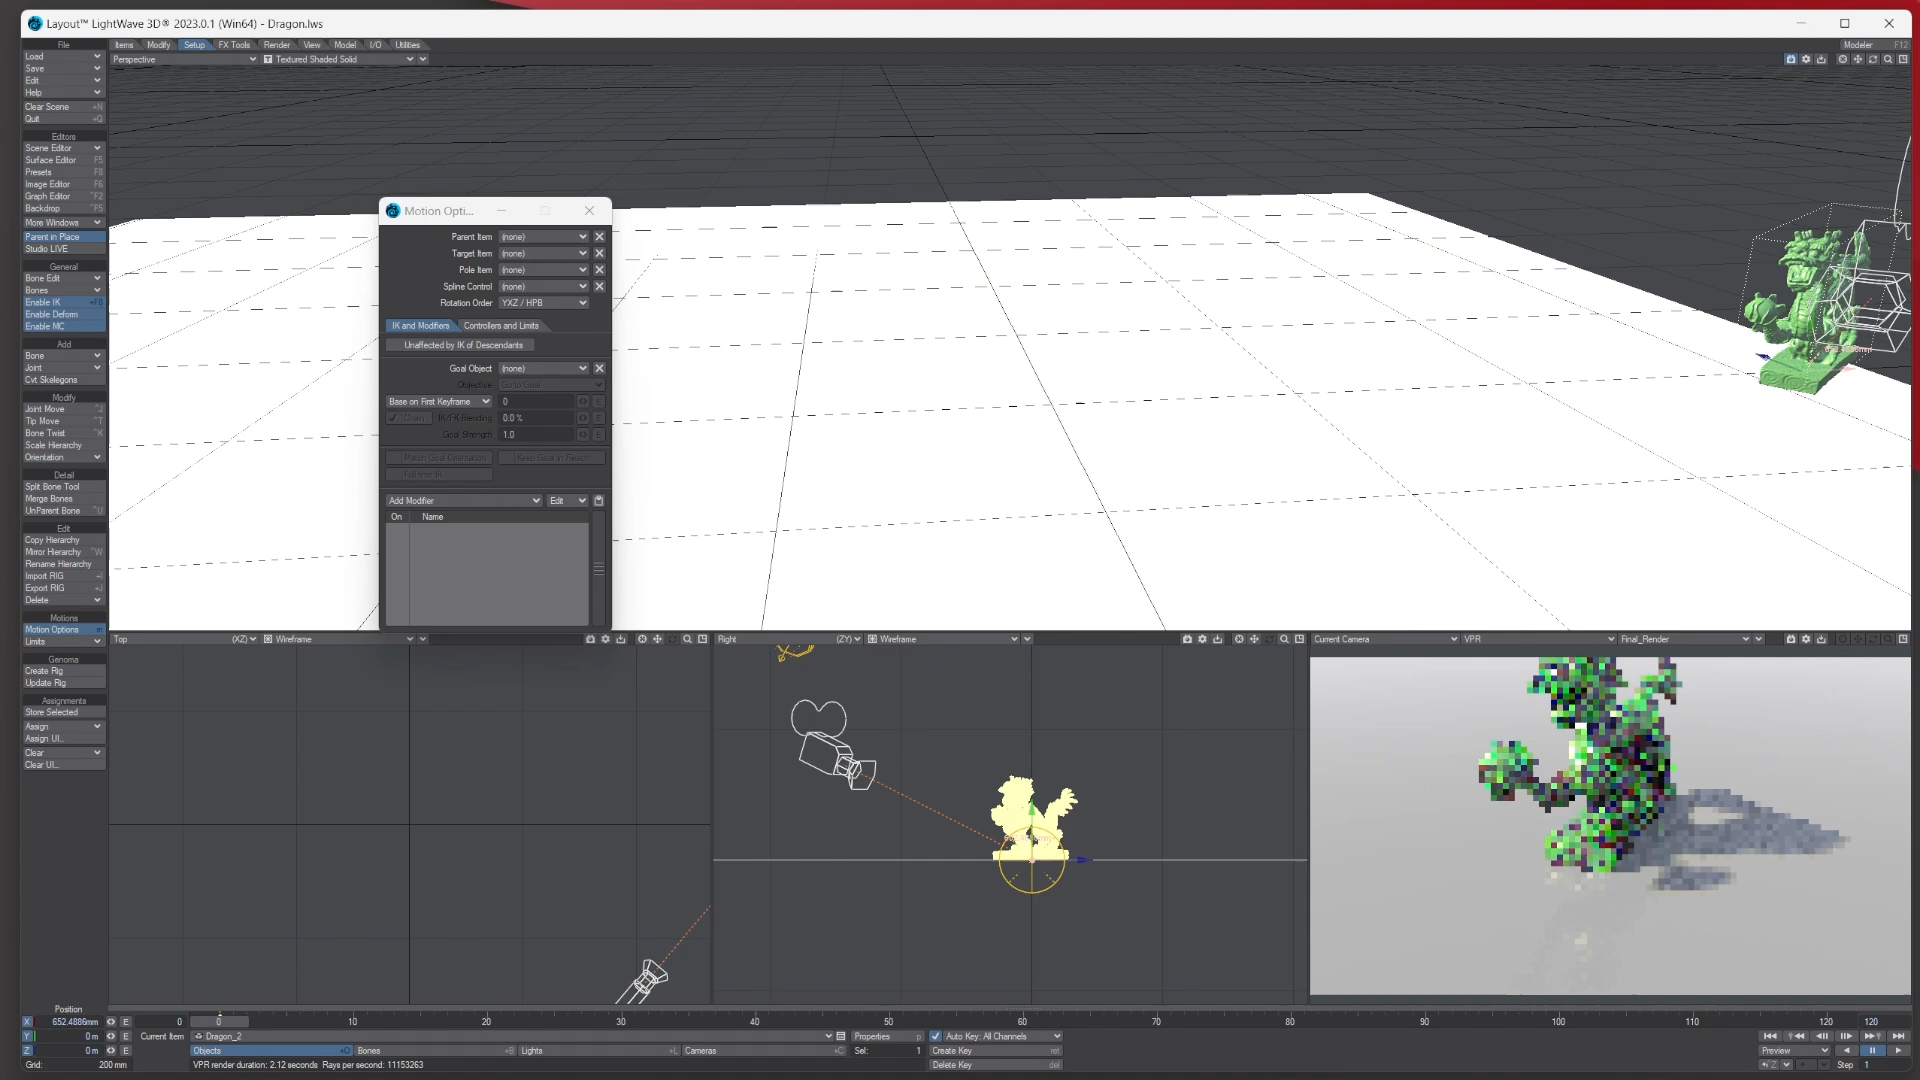 Layout™ LightWave 3D® 2023.0.1 (Win64) - Dragon.lws
File
Items Modify Setup FX Tools Render View Model I/O Utilities
Modeler F12
Load
Perspective
Textured Shaded Solid
Save
Edit
Help
Clear Scene +N
Quit +Q
Editors
Scene Editor
Surface Editor F5
Presets F8
Image Editor F6
Graph Editor ^F2
Backdrop ^F5
More Windows
Parent in Place
Studio LIVE
General
Bone Edit
Bones
Enable IK +F8
Enable Deform
Enable MC
Add
Bone
Joint
Cvt Skelegons
Modify
Joint Move ^J
Tip Move ^T
Bone Twist ^K
Scale Hierarchy
Orientation
Detail
Split Bone Tool
Merge Bones
UnParent Bone ^U
Edit
Copy Hierarchy
Mirror Hierarchy ^W
Rename Hierarchy
Import RIG +I
Export RIG +J
Delete
Motions
Motion Options m
Limits
Genoma
Create Rig
Update Rig
Assignments
Store Selected
Assign
Assign UI...
Clear
Clear UI...
Motion Opti...
Parent Item (none)
Target Item (none)
Pole Item (none)
Spline Control (none)
Rotation Order YXZ / HPB
IK and Modifiers Controllers and Limits
Unaffected by IK of Descendants
Goal Object (none)
Objective Go to Goal
Base on First Keyframe 0
Chain IK/FK Blending 0.0 %
Goal Strength 1.0
Match Goal Orientation Keep Goal in Reach
Full-time IK
Add Modifier Edit
On Name
Top (XZ) Wireframe
Right (ZY) Wireframe
Current Camera VPR Final_Render
Position
X 652.4886mm E
Y 0 m E
Z 0 m E
Grid: 200 mm
0 0 10 20 30 40 50 60 70 80 90 100 110 120 120
Current Item Dragon_2 Properties p Auto Key: All Channels
Objects +O Bones +B Lights +L Cameras +C Sel: 1 Create Key ret
VPR render duration: 2.12 seconds Rays per second: 11153263
Delete Key del
Preview
Z Step 1